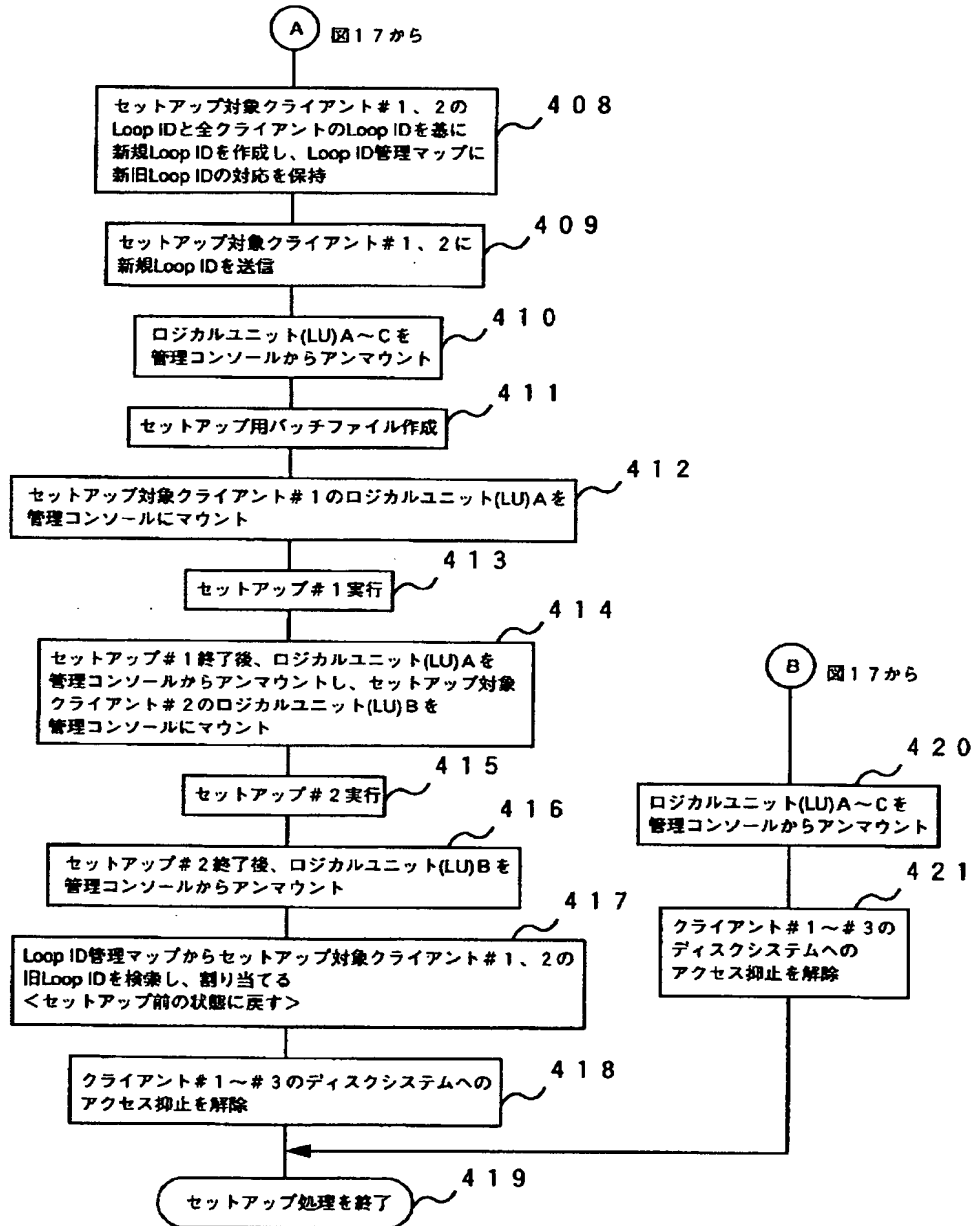 A 図17から
セットアップ対象クライアント#1、2の
Loop IDと全クライアントのLoop IDを基に
新規Loop IDを作成し、Loop ID管理マップに
新旧Loop IDの対応を保持
408
セットアップ対象クライアント#1、2に
新規Loop IDを送信
409
ロジカルユニット(LU)A~Cを
管理コンソールからアンマウント
410
セットアップ用バッチファイル作成
411
セットアップ対象クライアント#1のロジカルユニット(LU)Aを
管理コンソールにマウント
412
セットアップ#1実行
413
セットアップ#1終了後、ロジカルユニット(LU)Aを
管理コンソールからアンマウントし、セットアップ対象
クライアント#2のロジカルユニット(LU)Bを
管理コンソールにマウント
414
セットアップ#2実行
415
セットアップ#2終了後、ロジカルユニット(LU)Bを
管理コンソールからアンマウント
416
Loop ID管理マップからセットアップ対象クライアント#1、2の
旧Loop IDを検索し、割り当てる
<セットアップ前の状態に戻す>
417
クライアント#1~#3のディスクシステムへの
アクセス抑止を解除
418
B 図17から
ロジカルユニット(LU)A~Cを
管理コンソールからアンマウント
420
クライアント#1~#3の
ディスクシステムへの
アクセス抑止を解除
421
セットアップ処理を終了
419